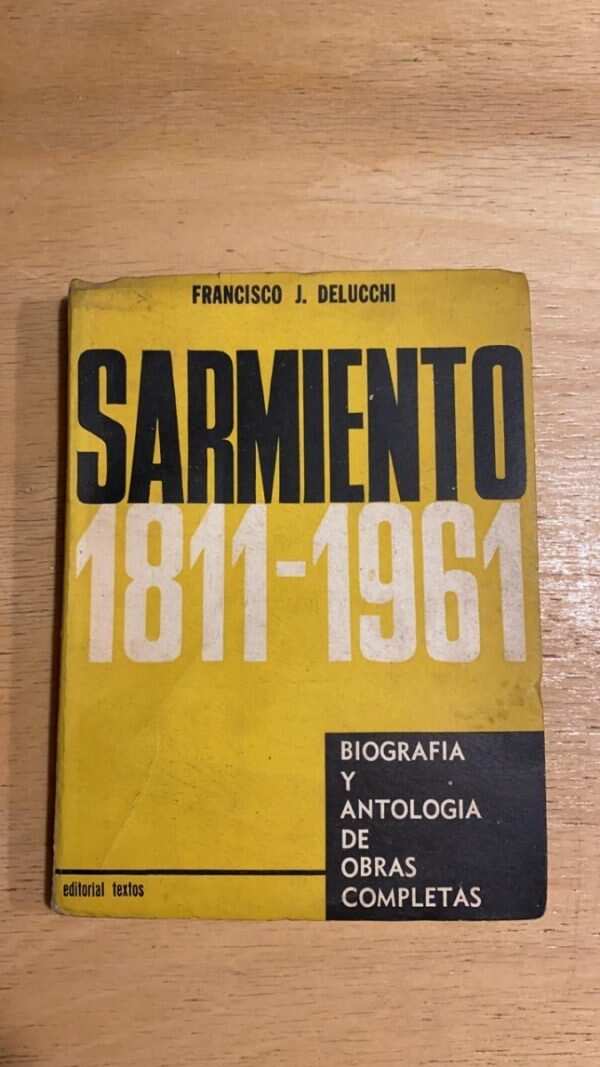 FRANCISCO J. DELUCCHI
SARMIENTO
1811-1961
BIOGRAFIA
Y
ANTOLOGIA
DE
OBRAS
COMPLETAS
editorial textos